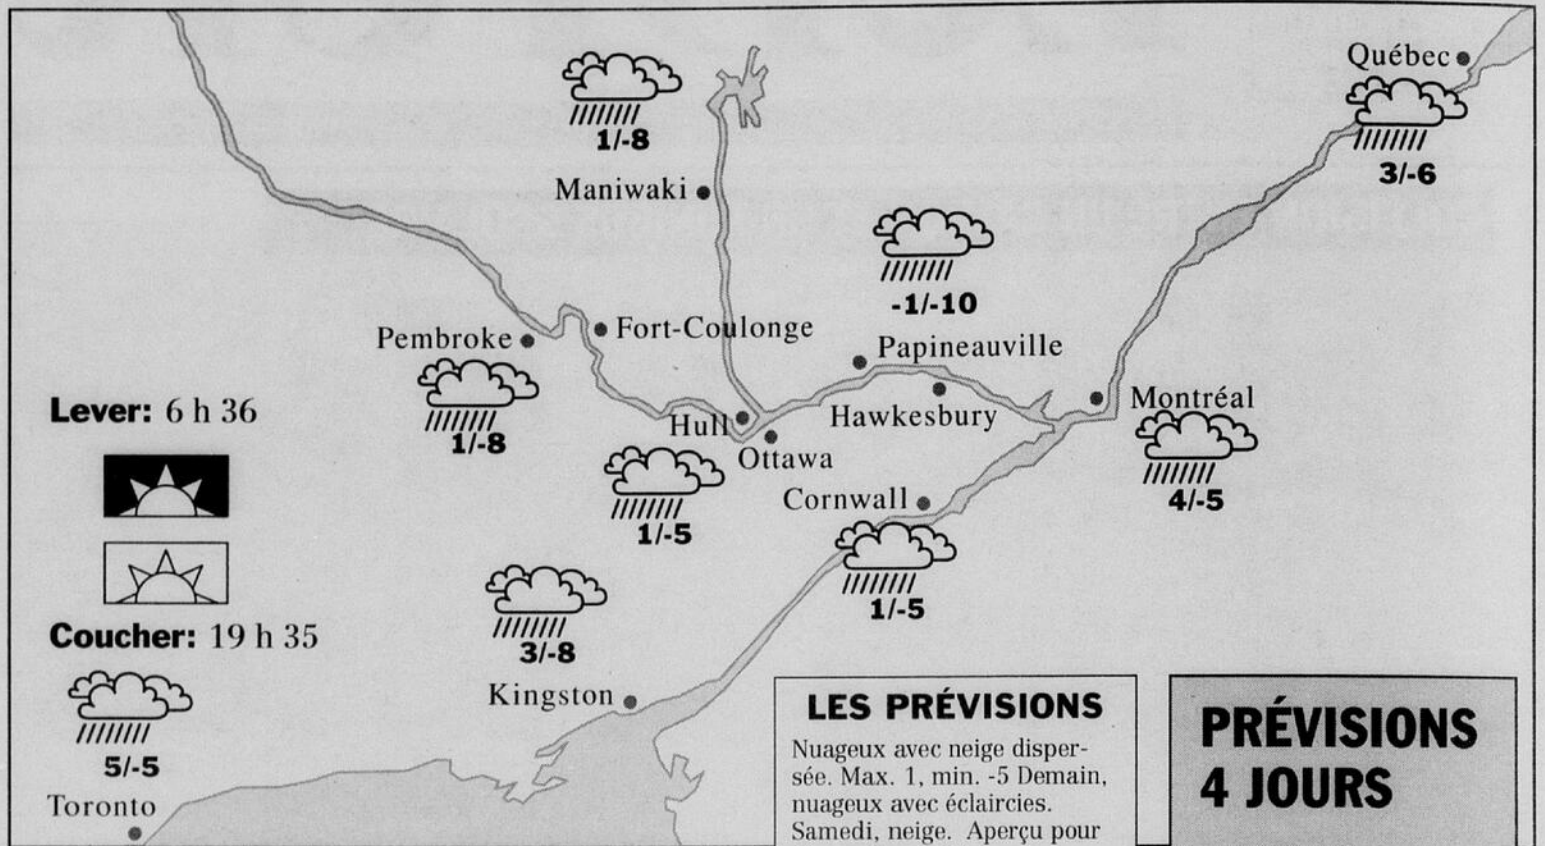 Québec
3/-6
1/-8
Maniwaki
-1/-10
Pembroke
Fort-Coulonge
Papineauville
1/-8
Lever: 6 h 36
Hull
Hawkesbury
Montréal
Ottawa
1/-5
4/-5
Cornwall
1/-5
Coucher: 19 h 35
3/-8
Kingston
5/-5
Toronto
LES PRÉVISIONS
Nuageux avec neige disper-
sée. Max. 1, min. -5 Demain,
nuageux avec éclaircies.
Samedi, neige. Aperçu pour
PRÉVISIONS
4 JOURS